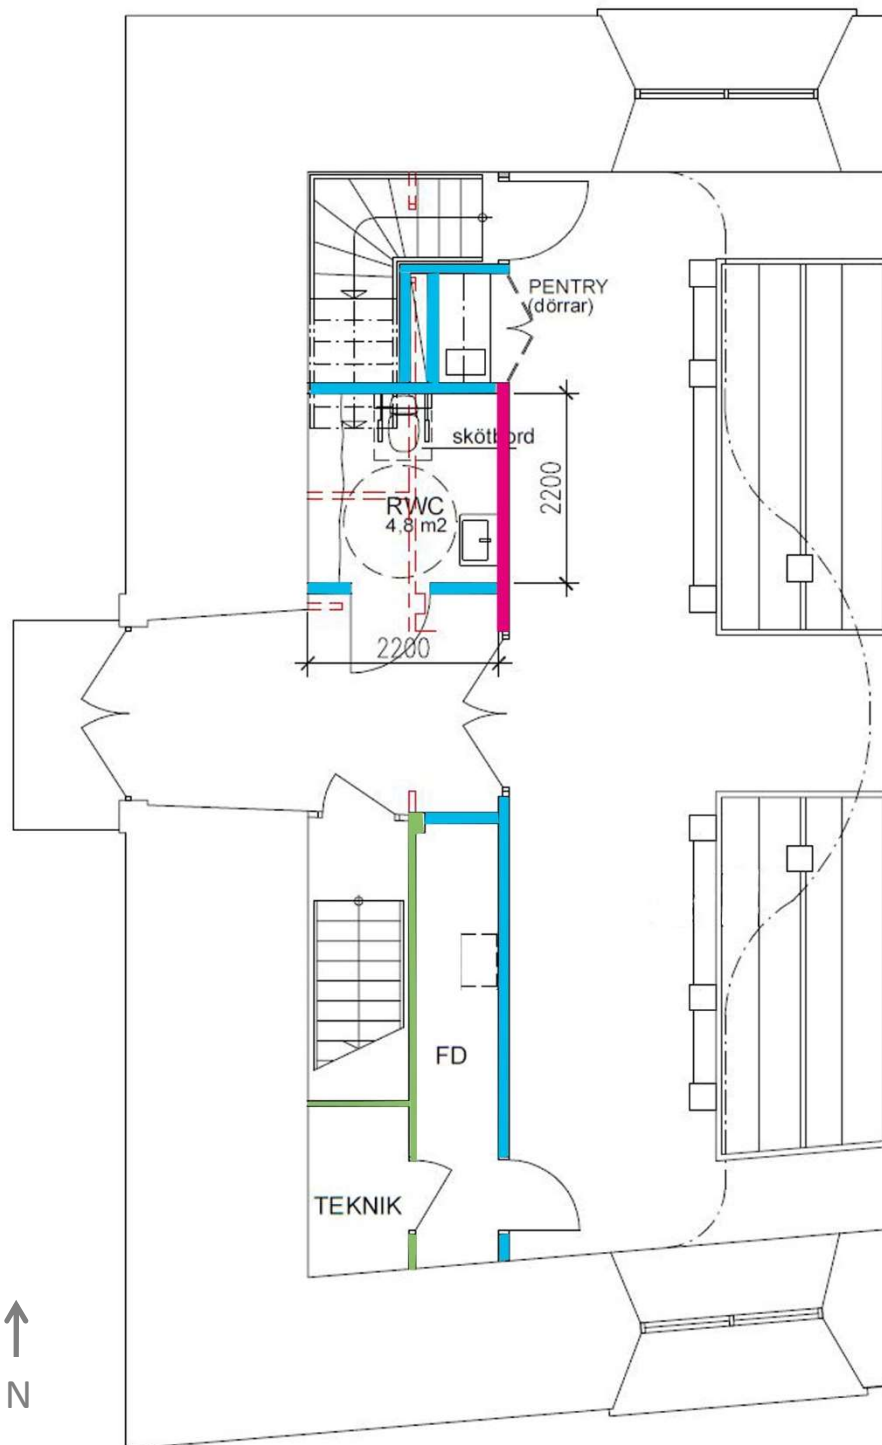 PENTRY
(dörrar)
skötbord
2200
RWC
4,8 m2
2200
FD
TEKNIK
N